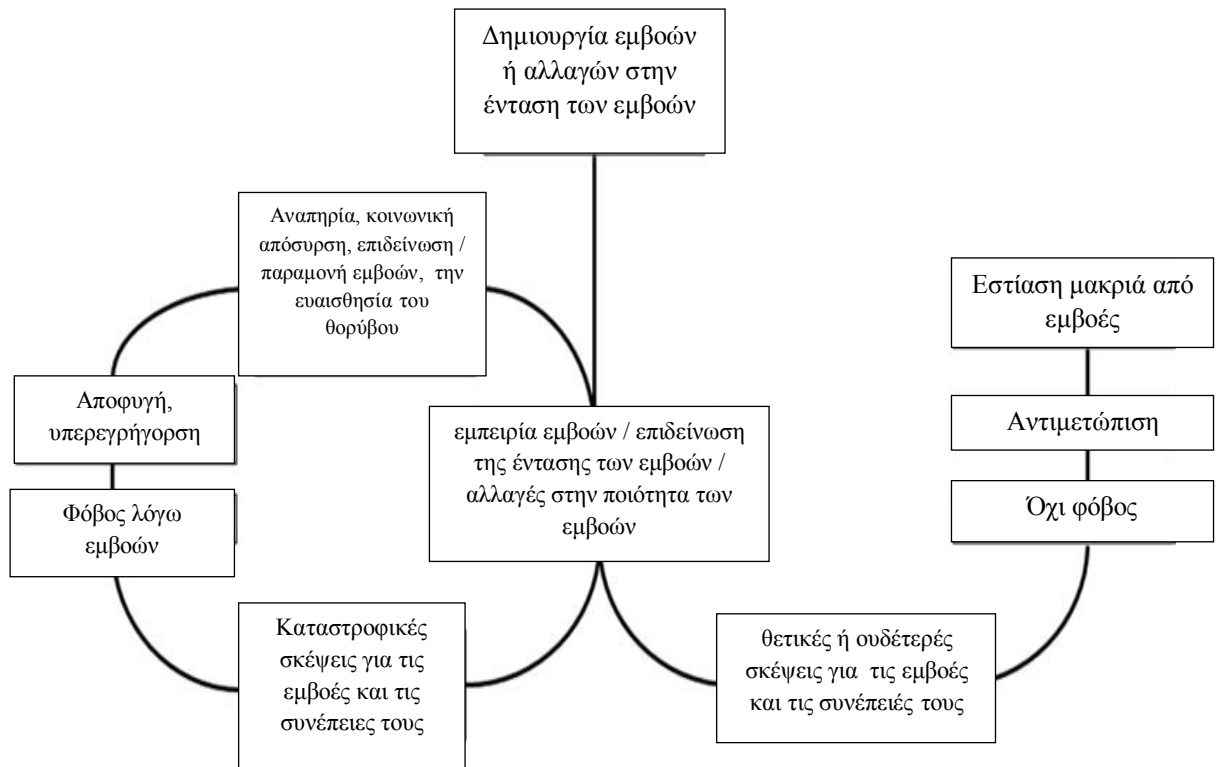 Δημιουργία εμβοών
ή αλλαγών στην
ένταση των εμβοών
Αναπηρία, κοινωνική
απόσυρση, επιδείνωση /
παραμονή εμβοών, την
ευαισθησία του
θορύβου
Εστίαση μακριά από
εμβοές
Αποφυγή,
υπερεγρήγορση
εμπειρία εμβοών / επιδείνωση
της έντασης των εμβοών /
αλλαγές στην ποιότητα των
εμβοών
Αντιμετώπιση
Φόβος λόγω
εμβοών
Όχι φόβος
Καταστροφικές
σκέψεις για τις
εμβοές και τις
συνέπειες τους
θετικές ή ουδέτερές
σκέψεις για τις εμβοές
και τις συνέπειές τους